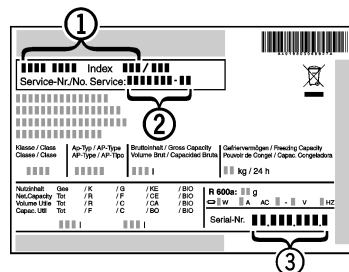 1
Index /
Service-Nr./No. Service: -
2
Klasse / Class
Classe / Clase
Ap-Typ / AP-Type
AP-Type / AP-Tipo
Bruttoinhalt / Gross Capacity
Volume Brut / Capacidad Bruta
Gefriervermögen / Freezing Capacity
Pouvoir de Congel / Capac. Congeladora
l
kg / 24 h
Nutzinhalt Ges / K / G / KE / BIO
Net.Capacity Tot / R / F / CE / BIO
Volume Utile Tot / R / C / CA / BIO
Capac. Util Tot / F / C / BO / BIO
l l
R 600a: g
W A AC - V HZ
Serial-Nr.
3